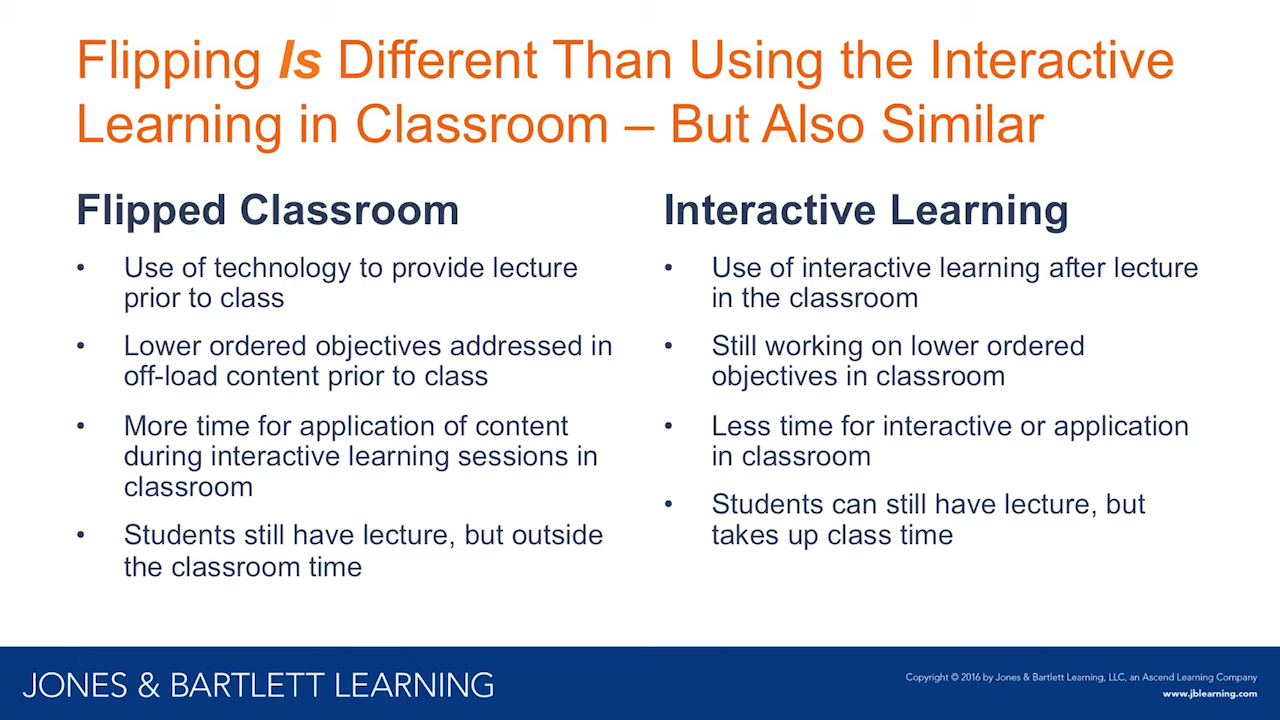 Flipping Is Different Than Using the Interactive
Learning in Classroom – But Also Similar
Flipped Classroom
• Use of technology to provide lecture
prior to class
• Lower ordered objectives addressed in
off-load content prior to class
• More time for application of content
during interactive learning sessions in
classroom
• Students still have lecture, but outside
the classroom time
Interactive Learning
• Use of interactive learning after lecture
in the classroom
• Still working on lower ordered
objectives in classroom
• Less time for interactive or application
in classroom
• Students can still have lecture, but
takes up class time
JONES & BARTLETT LEARNING
Copyright © 2016 by Jones & Bartlett Learning, LLC, an Ascend Learning Company
www.jblearning.com